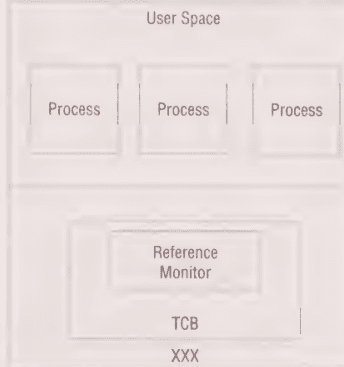 User Space
Process Process Process
Reference
Monitor
TCB
XXX